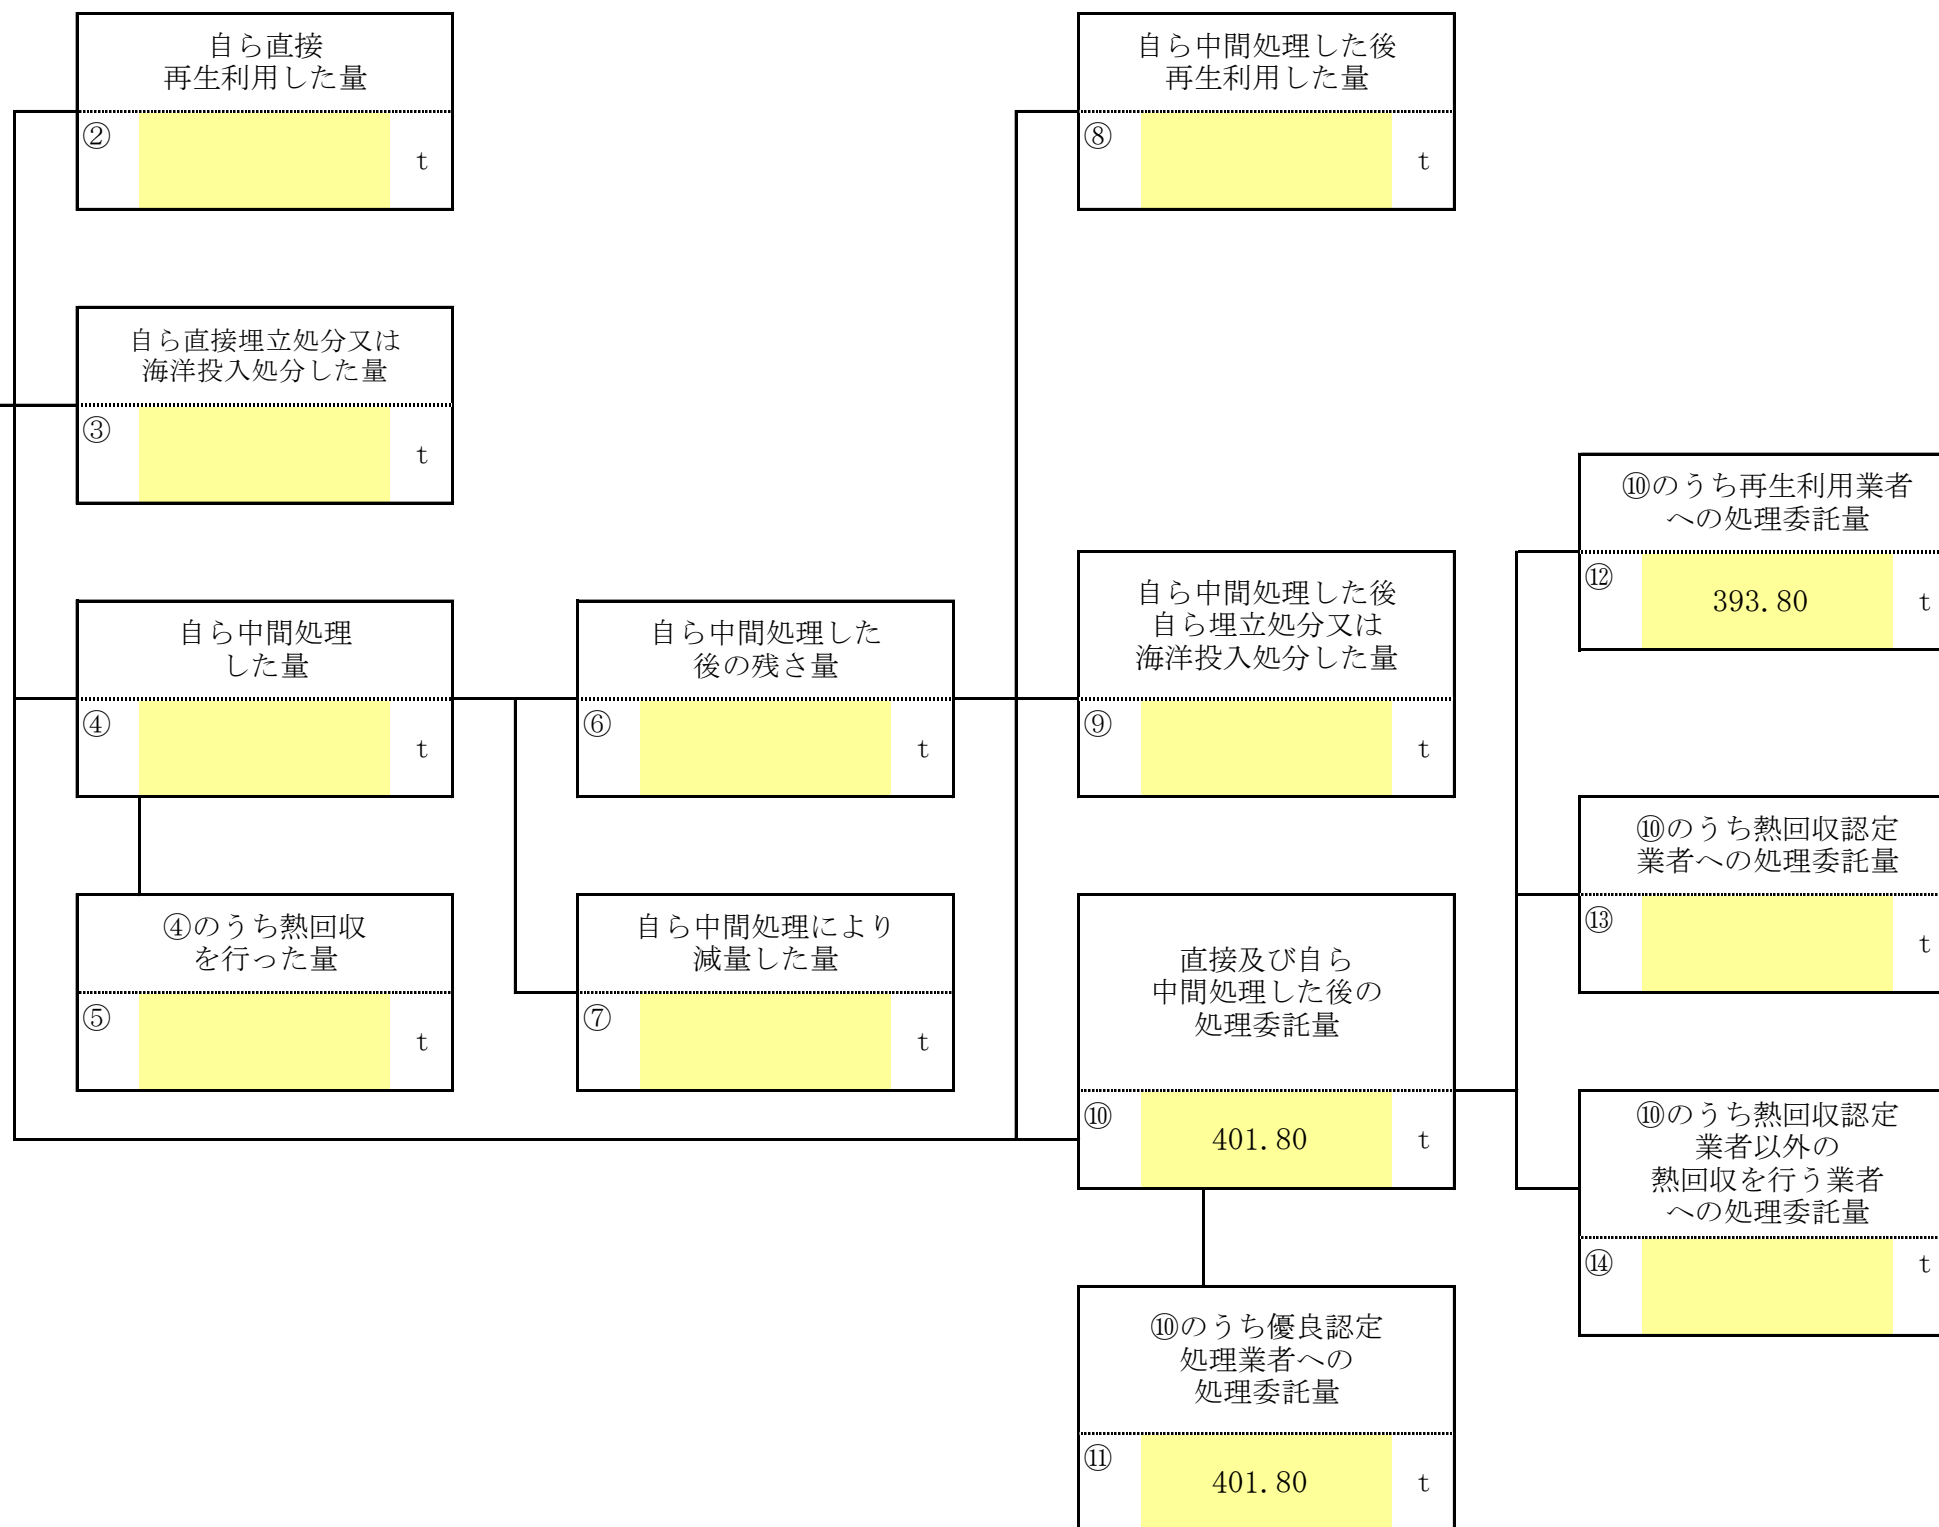 自ら直接
再生利用した量
②
t
自ら中間処理した後
再生利用した量
⑧
t
自ら直接埋立処分又は
海洋投入処分した量
③
t
⑩のうち再生利用業者
への処理委託量
⑫
393.80
t
自ら中間処理
した量
④
t
自ら中間処理した
後の残さ量
⑥
t
自ら中間処理した後
自ら埋立処分又は
海洋投入処分した量
⑨
t
⑩のうち熱回収認定
業者への処理委託量
⑬
t
④のうち熱回収
を行った量
⑤
t
自ら中間処理により
減量した量
⑦
t
直接及び自ら
中間処理した後の
処理委託量
⑩
401.80
t
⑩のうち熱回収認定
業者以外の
熱回収を行う業者
への処理委託量
⑭
t
⑩のうち優良認定
処理業者への
処理委託量
⑪
401.80
t